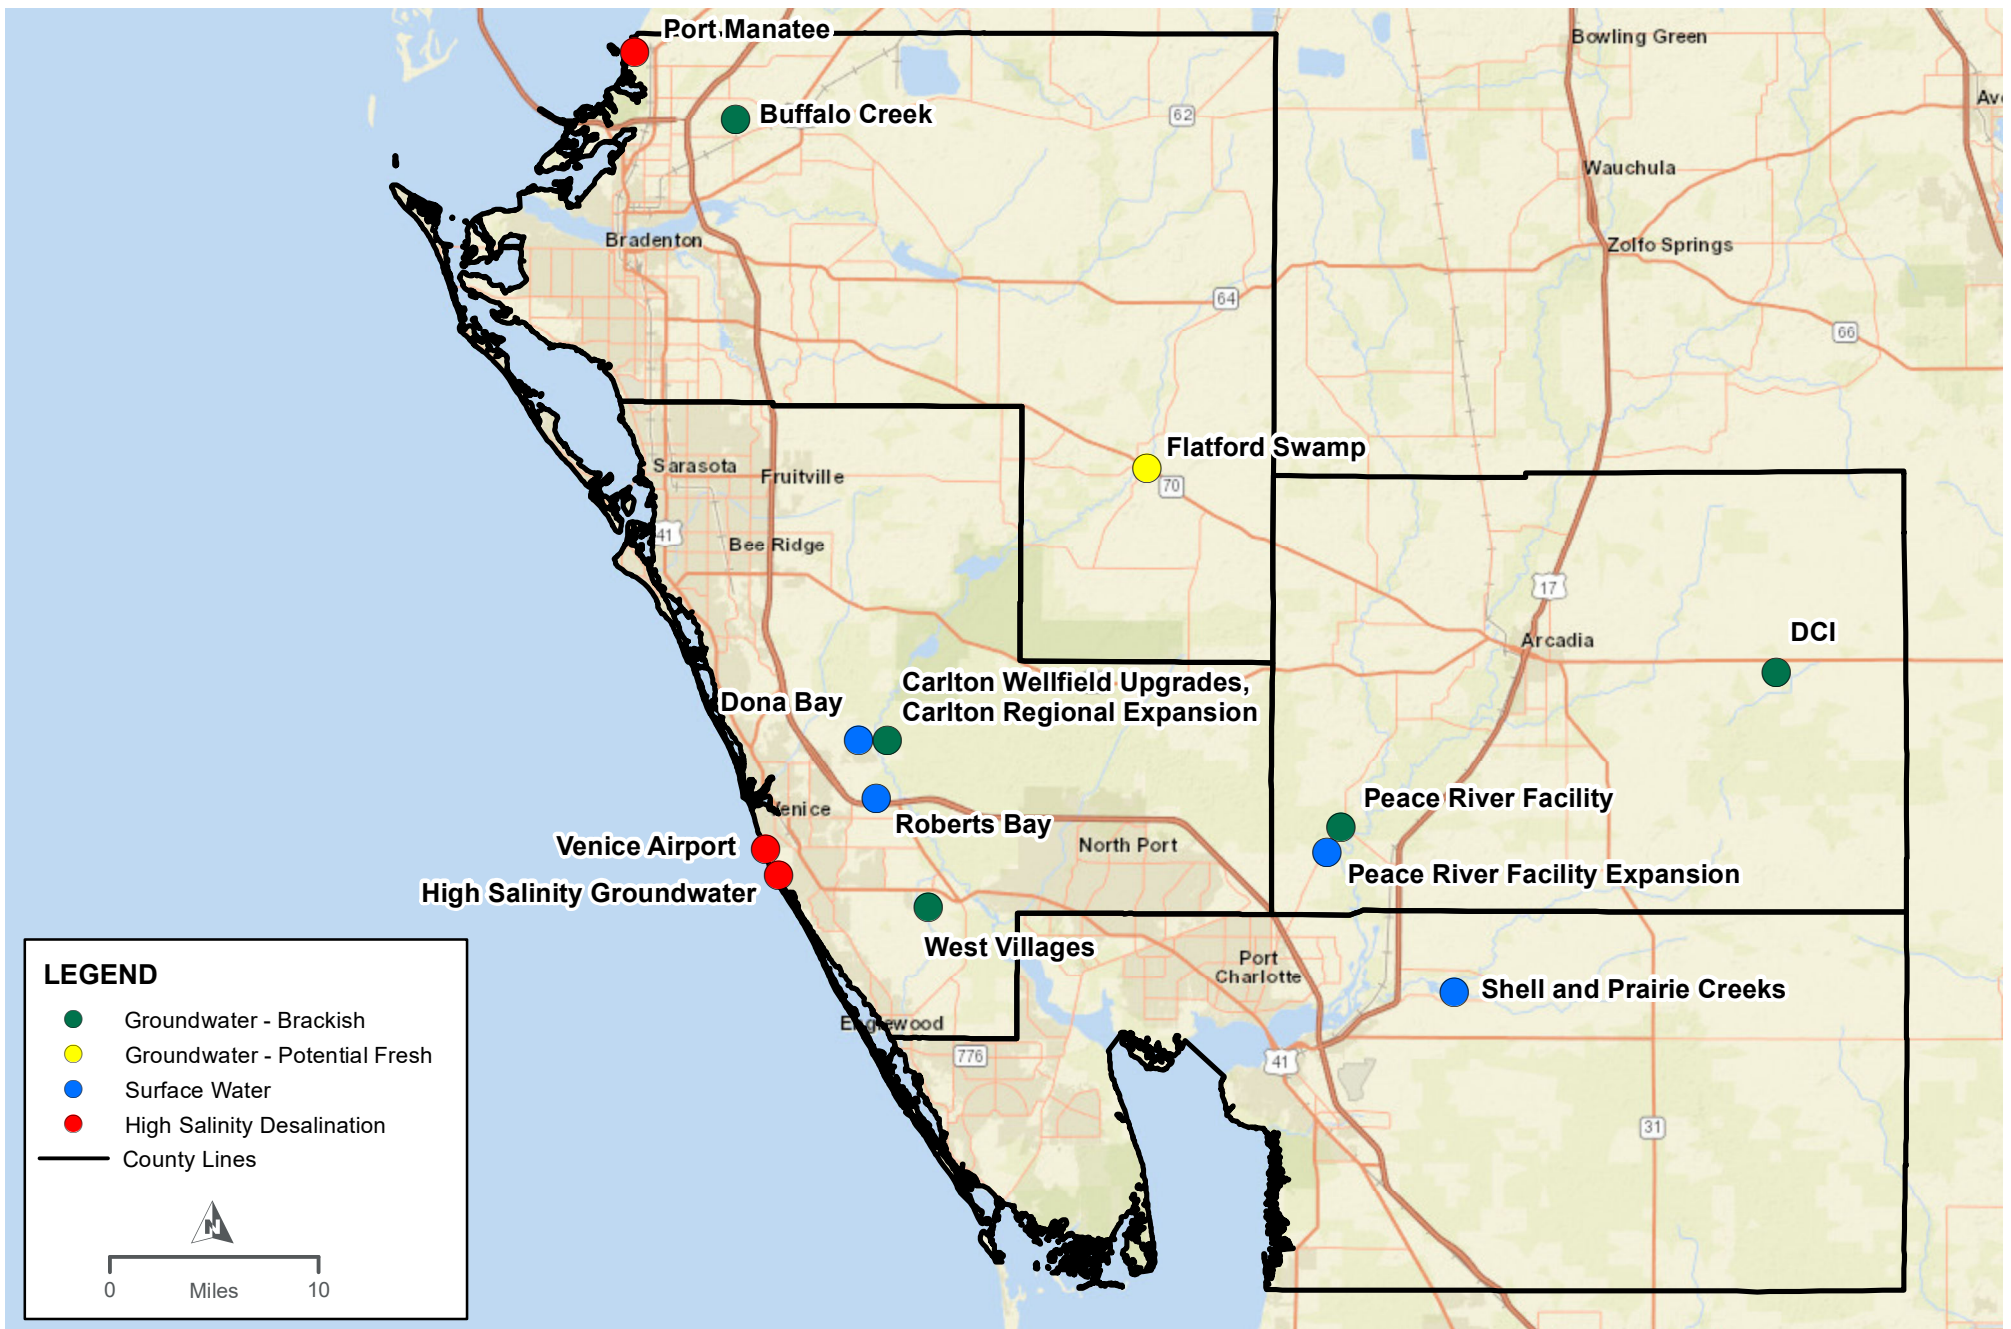 Port Manatee
Bowling Green
Buffalo Creek
62
Wauchula
Bradenton
Zolfo Springs
64
66
Flatford Swamp
Sarasota
Fruitville
70
41
Bee Ridge
17
Arcadia
DCI
Dona Bay
Carlton Wellfield Upgrades,
Carlton Regional Expansion
Venice
Roberts Bay
Peace River Facility
Venice Airport
North Port
High Salinity Groundwater
Peace River Facility Expansion
West Villages
Port
Charlotte
Shell and Prairie Creeks
Englewood
776
41
31
LEGEND
Groundwater - Brackish
Groundwater - Potential Fresh
Surface Water
High Salinity Desalination
County Lines
N
0 Miles 10